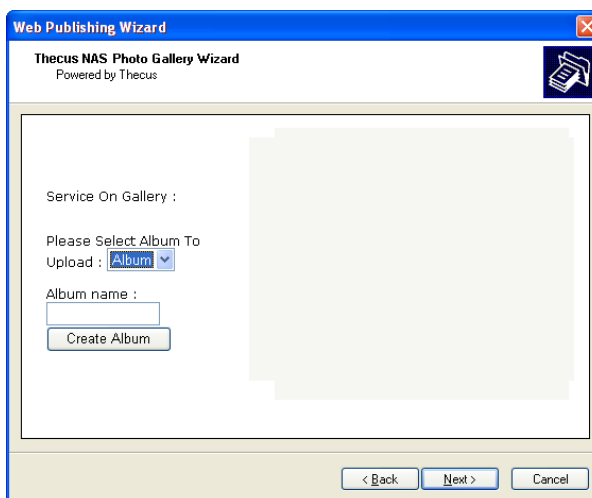 Web Publishing Wizard
Thecus NAS Photo Gallery Wizard
Powered by Thecus
Service On Gallery :
Please Select Album To
Upload : Album
Album name :
Create Album
< Back Next > Cancel